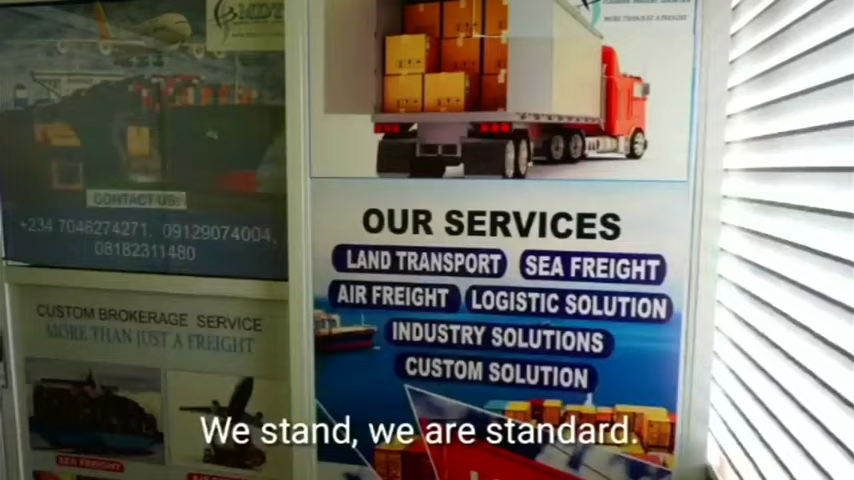 MDT
MORE THAN JUST A FREIGHT
CONTACT US:
+234 7046274271, 09129074004,
08182311480
CUSTOM BROKERAGE SERVICE
MORE THAN JUST A FREIGHT
SEA FREIGHT
OUR SERVICES
LAND TRANSPORT
SEA FREIGHT
AIR FREIGHT
LOGISTIC SOLUTION
INDUSTRY SOLUTIONS
CUSTOM SOLUTION
We stand, we are standard.